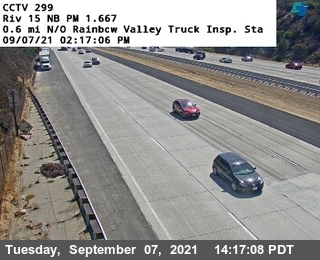 CCTV 299
Riv 15 NB PM 1.667
0.6 mi N/O Rainbow Valley Truck Insp. Sta
09/07/21 02:17:06 PM
Tuesday, September 07, 2021 14:17:08 PDT